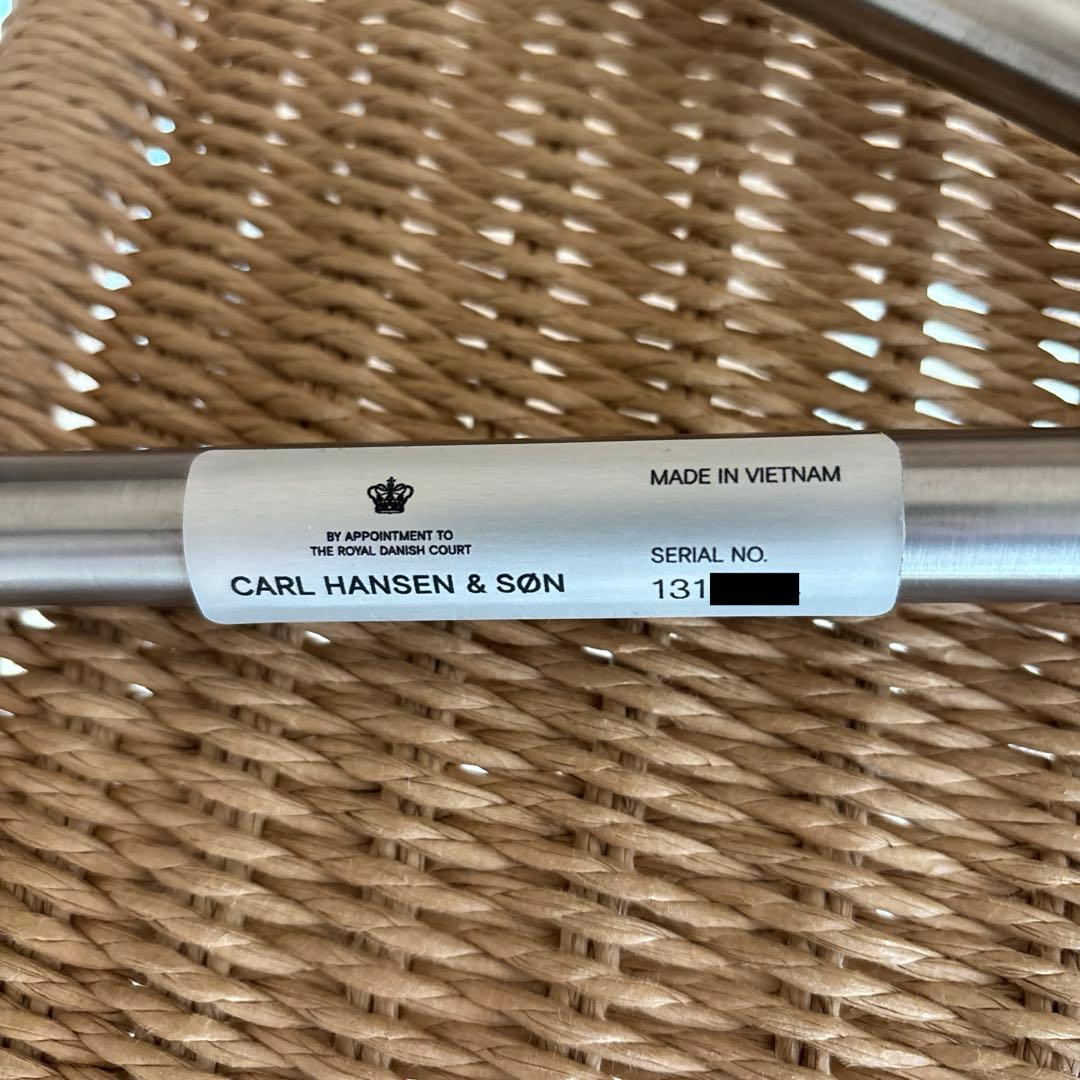 BY APPOINTMENT TO
THE ROYAL DANISH COURT
CARL HANSEN & SØN
MADE IN VIETNAM
SERIAL NO.
131